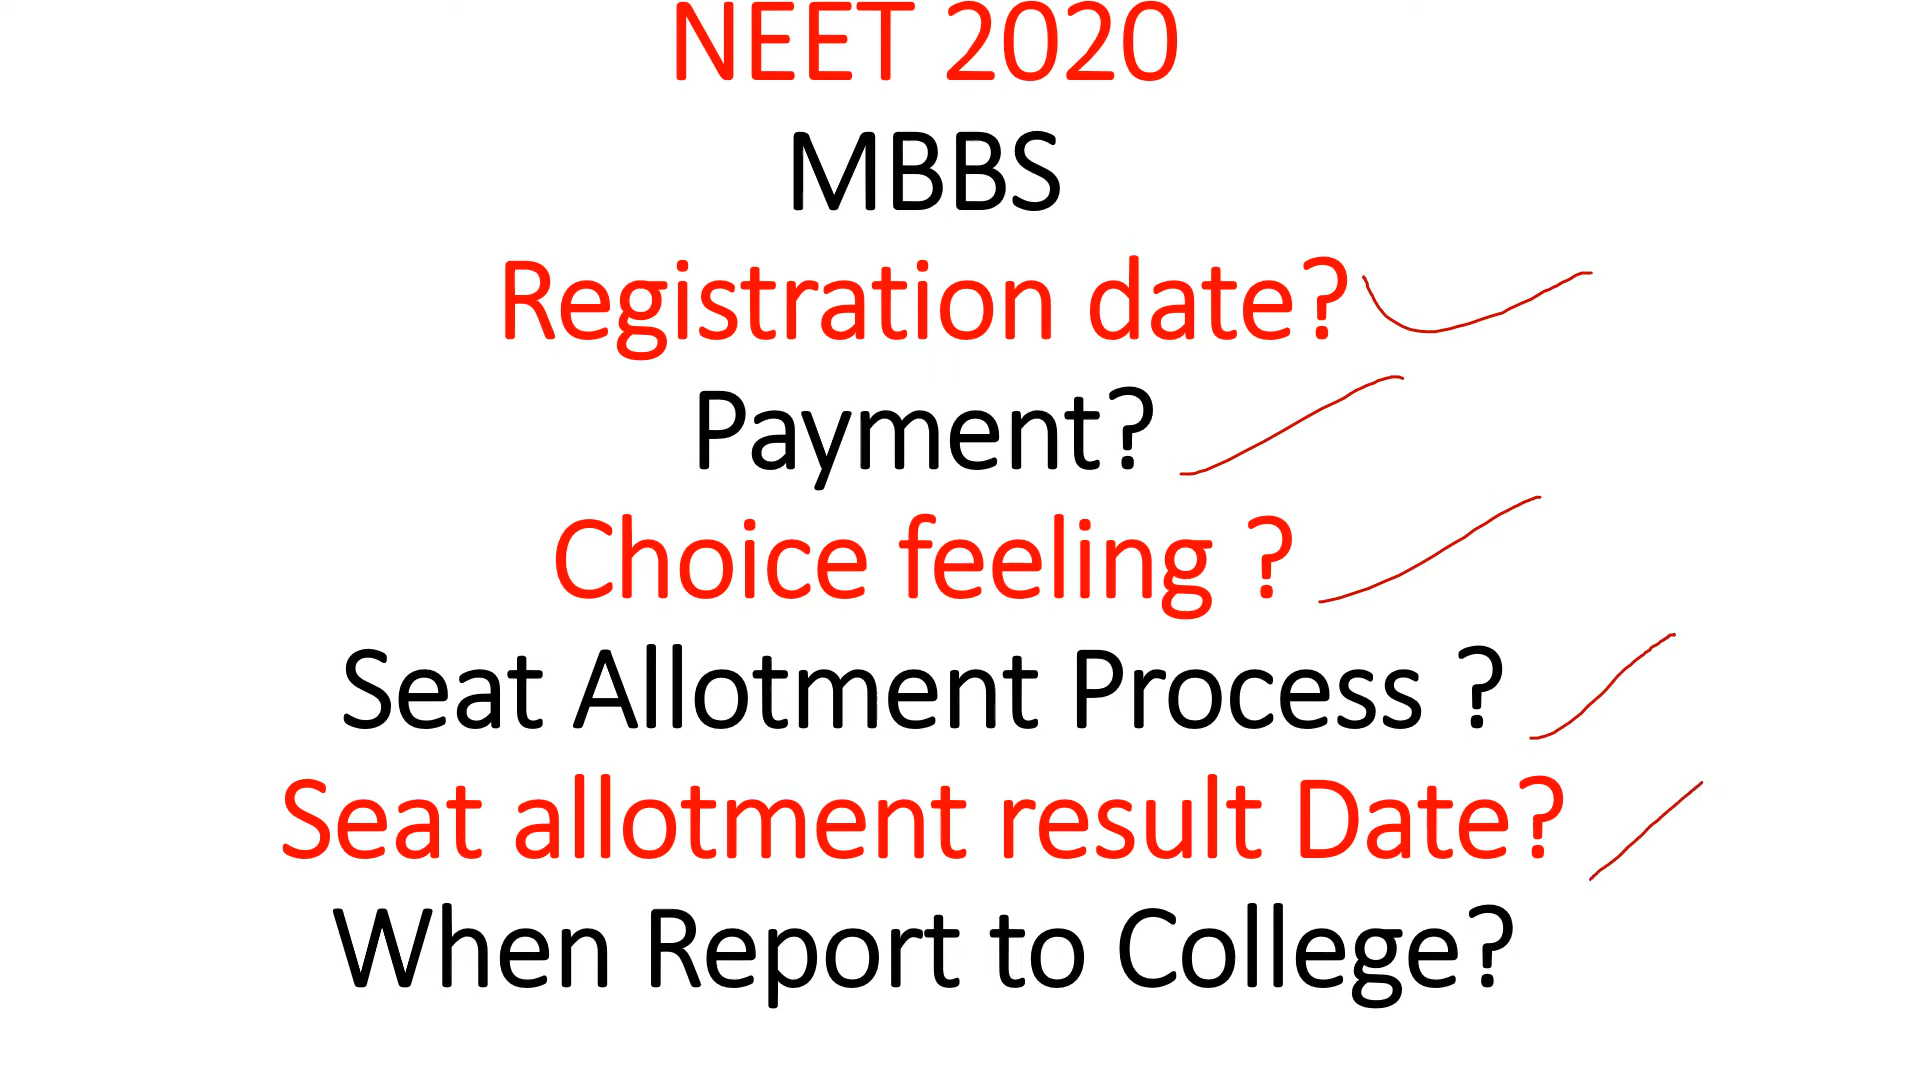 NEET 2020
MBBS
Registration date?
Payment?
Choice feeling ?
Seat Allotment Process ?
Seat allotment result Date?
When Report to College?